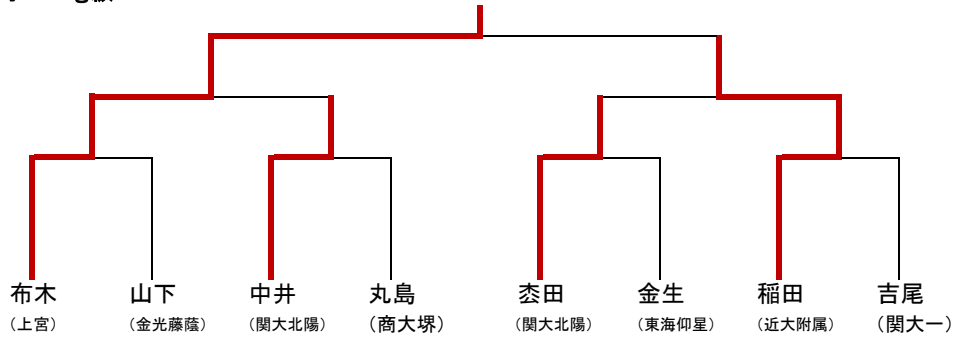 布木 山下 中井 丸島 枩田 金生 稲田 吉尾
（上宮） （金光藤蔭） （関大北陽） （商大堺） （関大北陽） （東海仰星） （近大附属） （関大一）